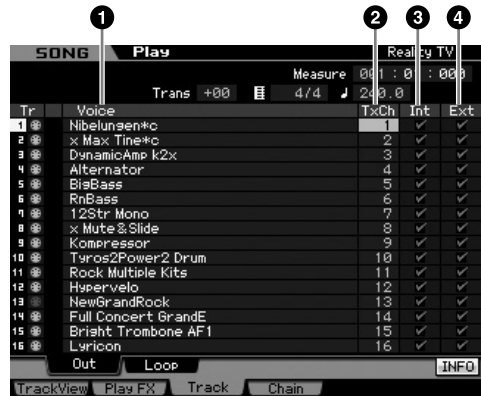 1 2 3 4
SONG Play Reality TV
Measure 001 : 01 : 000
Trans +00 4/4 240.0
Tr Voice TxCh Int Ext
1 Nibelungen*c 1
2 x Max Tine*c 2
3 DynamicAmp k2x 3
4 Alternator 4
5 BigBass 5
6 RnBass 6
7 12Str Mono 7
8 x Mute&Slide 8
9 Kompressor 9
10 Tyros2Power2 Drum 10
11 Rock Multiple Kits 11
12 Hypervelo 12
13 NewGrandRock 13
14 Full Concert GrandE 14
15 Bright Trombone AF1 15
16 Lyricon 16
Out Loop INFO
TrackView Play FX Track Chain